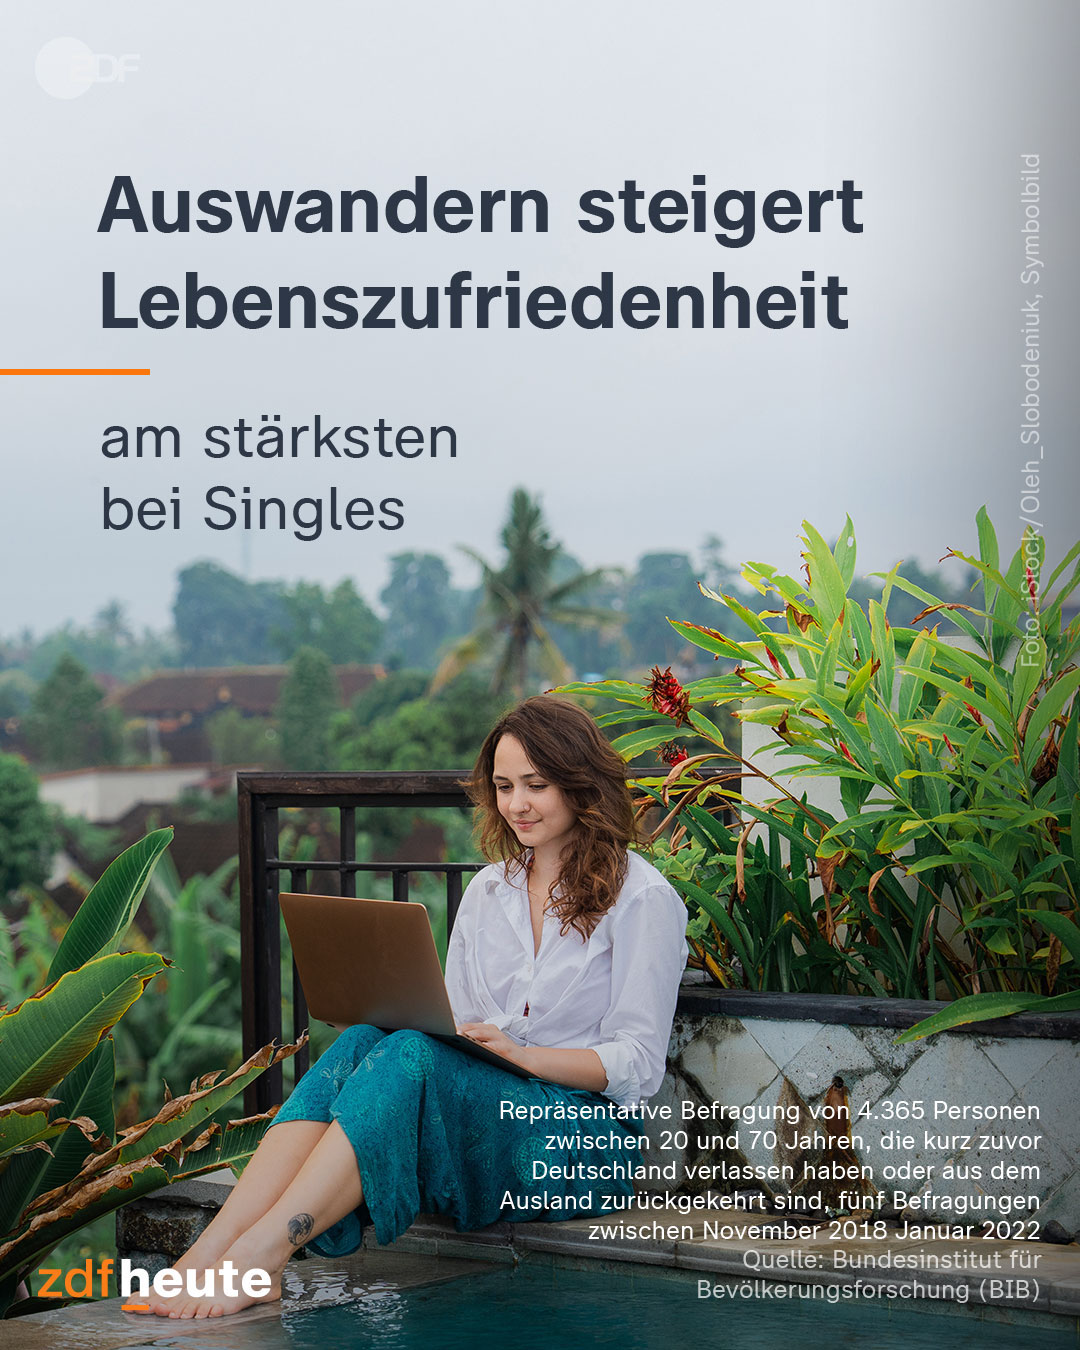 ZDF
Auswandern steigert
Lebenszufriedenheit
am stärksten
bei Singles
Foto: iStock/Oleh_Slobodeniuk, Symbolbild
Repräsentative Befragung von 4.365 Personen
zwischen 20 und 70 Jahren, die kurz zuvor
Deutschland verlassen haben oder aus dem
Ausland zurückgekehrt sind, fünf Befragungen
zwischen November 2018 Januar 2022
Quelle: Bundesinstitut für
Bevölkerungsforschung (BIB)
zdfheute